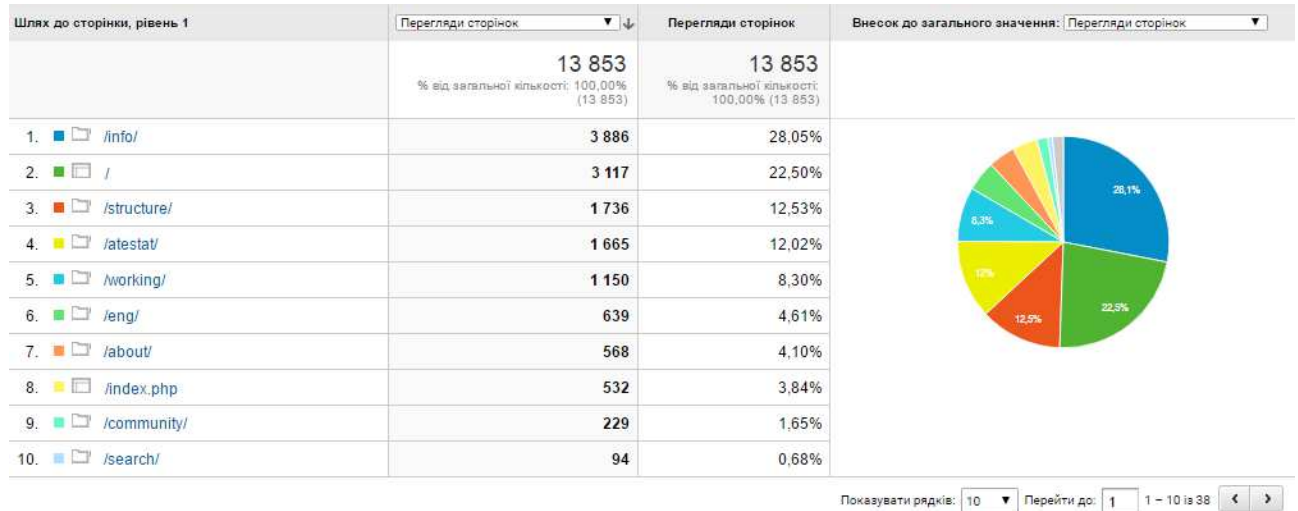 Шлях до сторінки, рівень 1 Перегляди сторінок Перегляди сторінок Внесок до загального значення: Перегляди сторінок
13 853 13 853
% від загальної кількості: 100,00% % від загальної кількості:
(13 853) 100,00% (13 853)
1. /info/ 3 886 28,05%
2. / 3 117 22,50%
3. /structure/ 1 736 12,53%
4. /atestat/ 1 665 12,02%
5. /working/ 1 150 8,30%
6. /eng/ 639 4,61%
7. /about/ 568 4,10%
8. /index.php 532 3,84%
9. /community/ 229 1,65%
10. /search/ 94 0,68%
28,1%
8,3%
12%
22,5%
12,5%
Показувати рядків: 10 Перейти до: 1 1 – 10 із 38